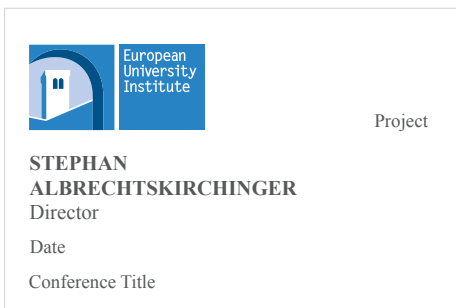 European
University
Institute
Project
STEPHAN
ALBRECHTSKIRCHINGER
Director
Date
Conference Title